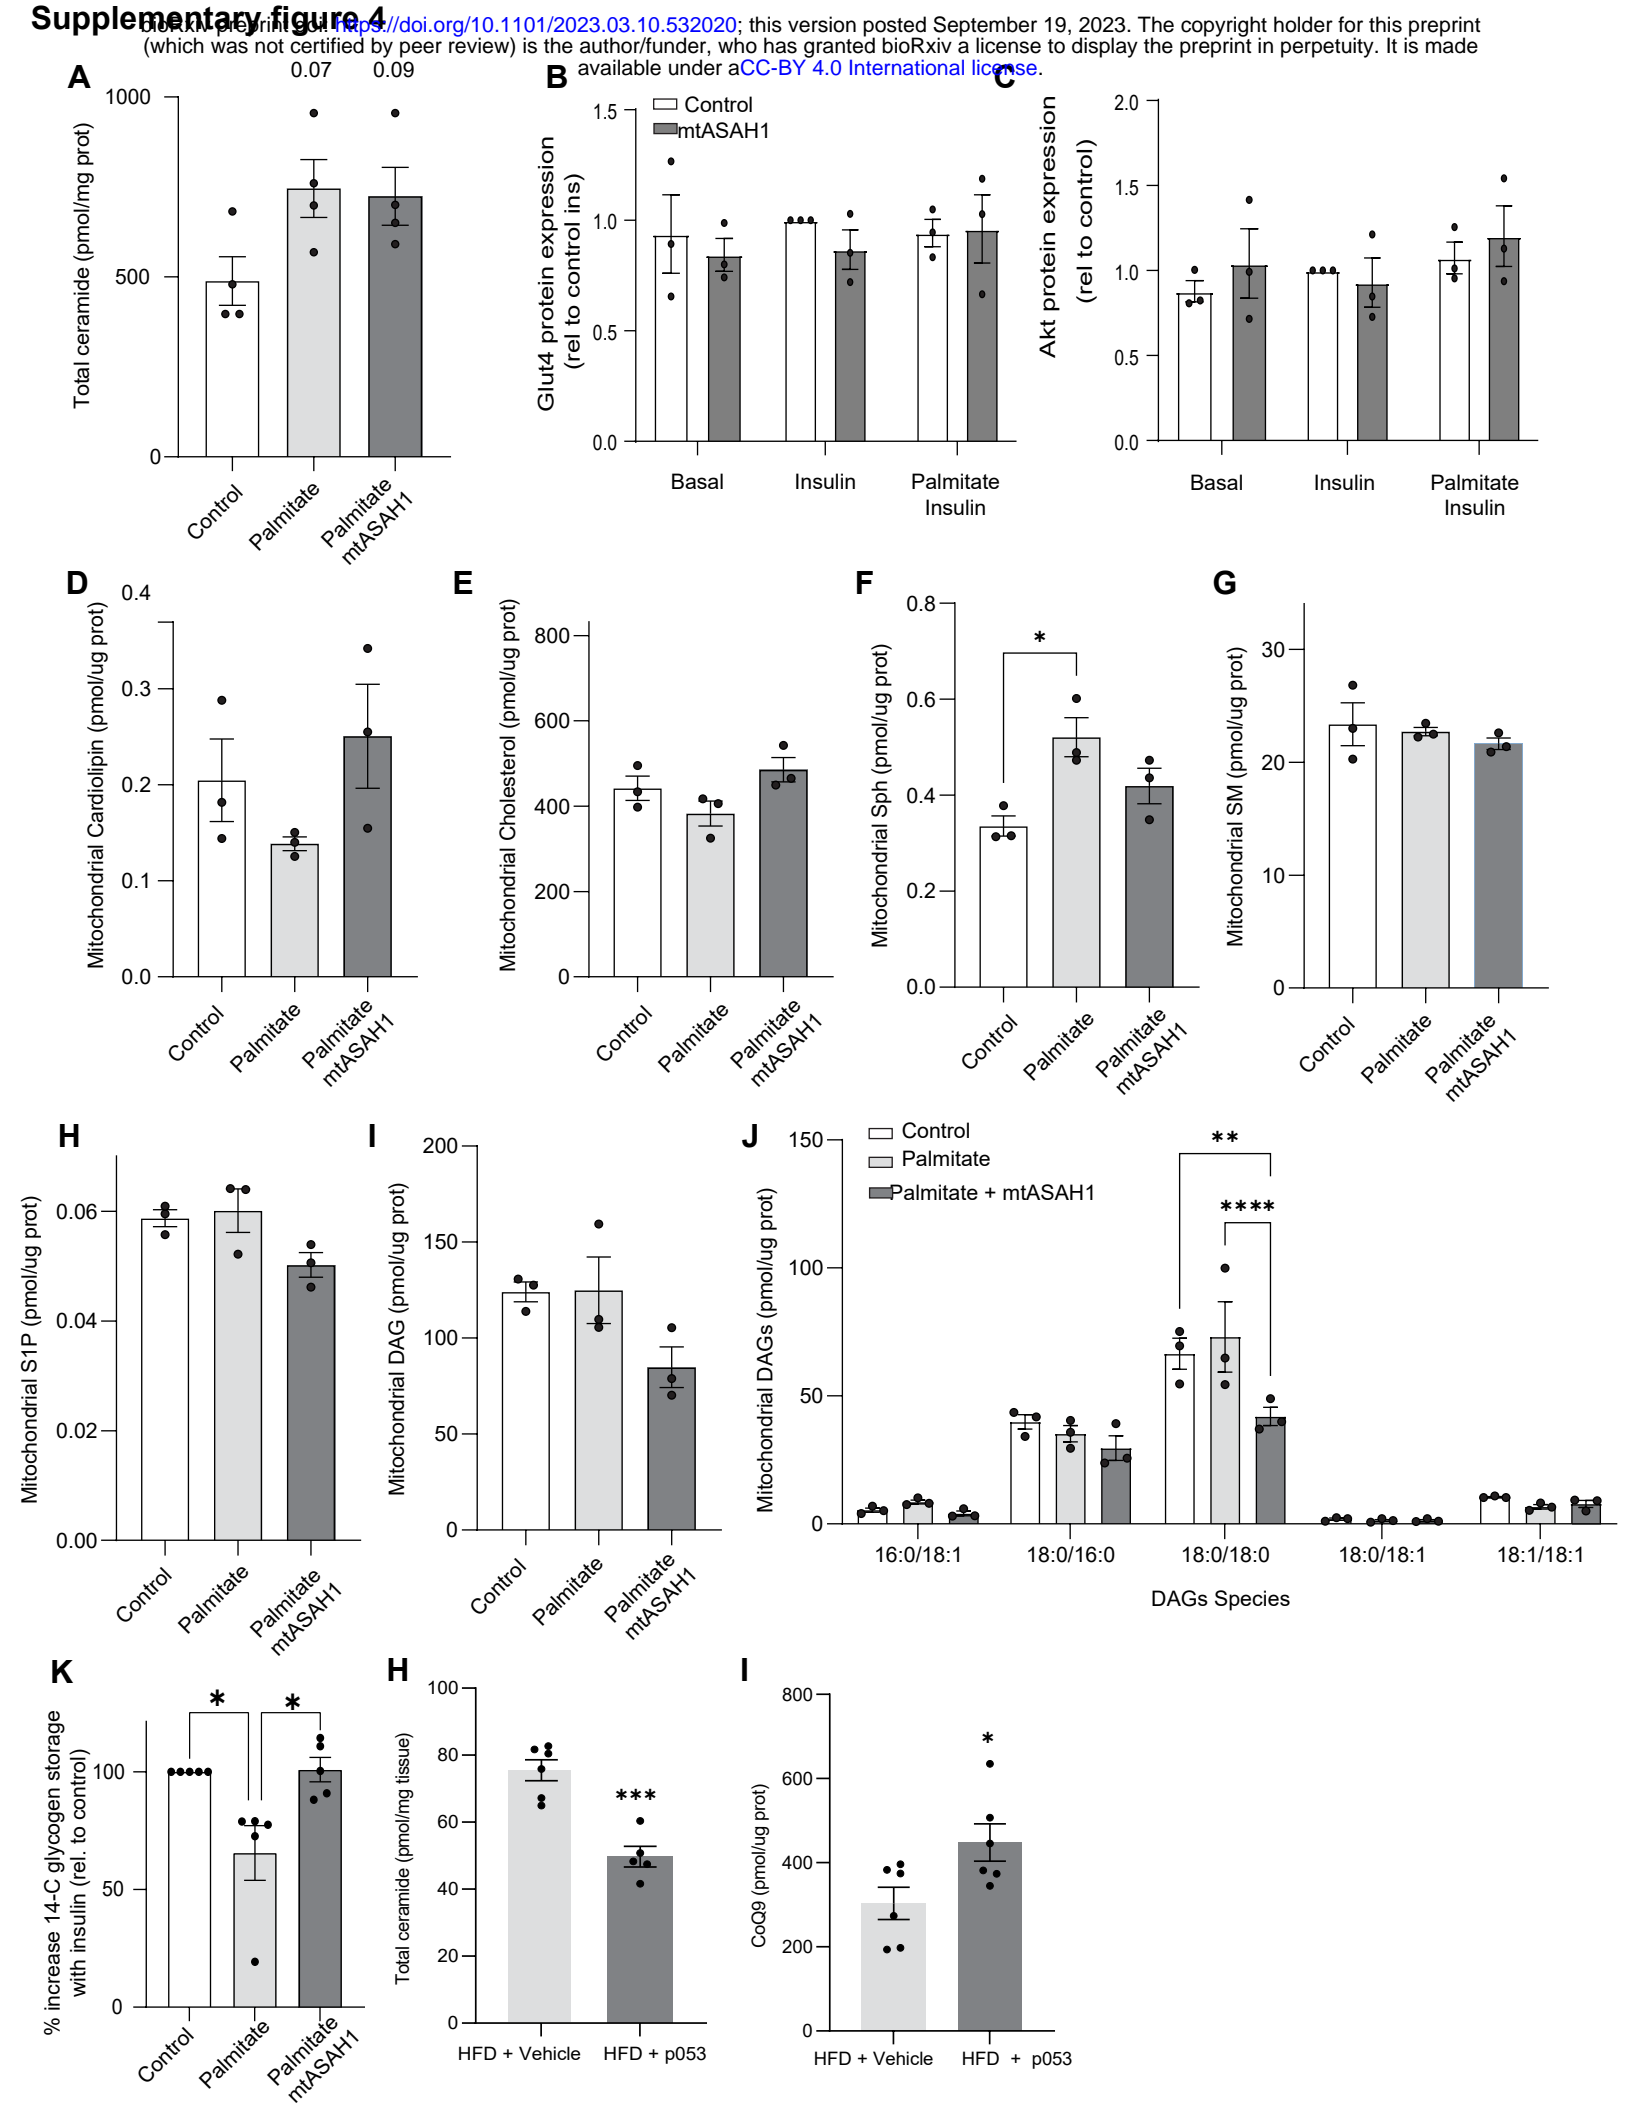 Supplementary figure 4
bioRxiv preprint doi: https://doi.org/10.1101/2023.03.10.532020; this version posted September 19, 2023. The copyright holder for this preprint
(which was not certified by peer review) is the author/funder, who has granted bioRxiv a license to display the preprint in perpetuity. It is made
available under aCC-BY 4.0 International license.
A
0.07 0.09
Total ceramide (pmol/mg prot)
1000
500
0
Control
Palmitate
Palmitate
mtASAH1
B
Control
mtASAH1
Glut4 protein expression
(rel to control ins)
1.5
1.0
0.5
0.0
Basal
Insulin
Palmitate
Insulin
C
Akt protein expression
(rel to control)
2.0
1.5
1.0
0.5
0.0
Basal
Insulin
Palmitate
Insulin
D
Mitochondrial Cardiolipin (pmol/ug prot)
0.4
0.3
0.2
0.1
0.0
Control
Palmitate
Palmitate
mtASAH1
E
Mitochondrial Cholesterol (pmol/ug prot)
800
600
400
200
0
Control
Palmitate
Palmitate
mtASAH1
F
Mitochondrial Sph (pmol/ug prot)
0.8
0.6
0.4
0.2
0.0
*
Control
Palmitate
Palmitate
mtASAH1
G
Mitochondrial SM (pmol/ug prot)
30
20
10
0
Control
Palmitate
Palmitate
mtASAH1
H
Mitochondrial S1P (pmol/ug prot)
0.06
0.04
0.02
0.00
Control
Palmitate
Palmitate
mtASAH1
I
Mitochondrial DAG (pmol/ug prot)
200
150
100
50
0
Control
Palmitate
Palmitate
mtASAH1
J
Control
Palmitate
Palmitate + mtASAH1
Mitochondrial DAGs (pmol/ug prot)
150
100
50
0
**
****
16:0/18:1
18:0/16:0
18:0/18:0
18:0/18:1
18:1/18:1
DAGs Species
K
% increase 14-C glycogen storage
with insulin (rel. to control)
100
50
0
*
*
Control
Palmitate
Palmitate
mtASAH1
H
Total ceramide (pmol/mg tissue)
100
80
60
40
20
0
***
HFD + Vehicle
HFD + p053
I
CoQ9 (pmol/ug prot)
800
600
400
200
0
*
HFD + Vehicle
HFD + p053